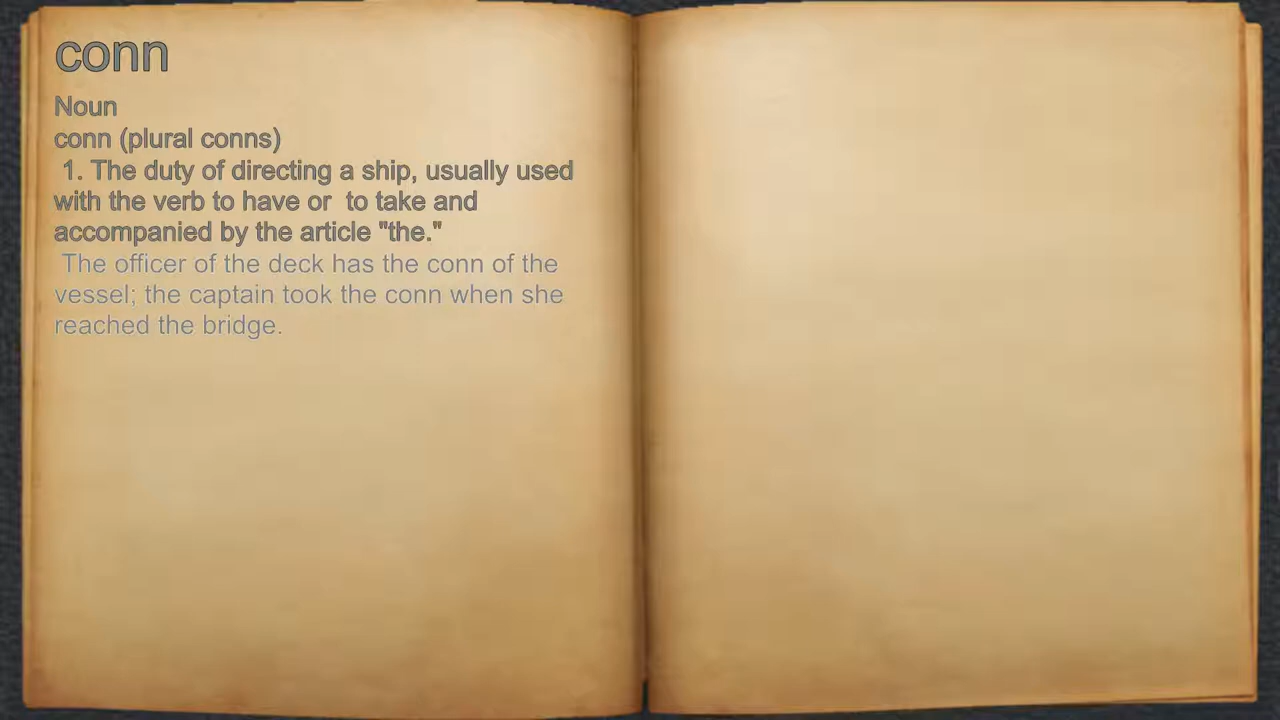 conn
Noun
conn (plural conns)
1. The duty of directing a ship, usually used
with the verb to have or to take and
accompanied by the article "the."
The officer of the deck has the conn of the
vessel; the captain took the conn when she
reached the bridge.